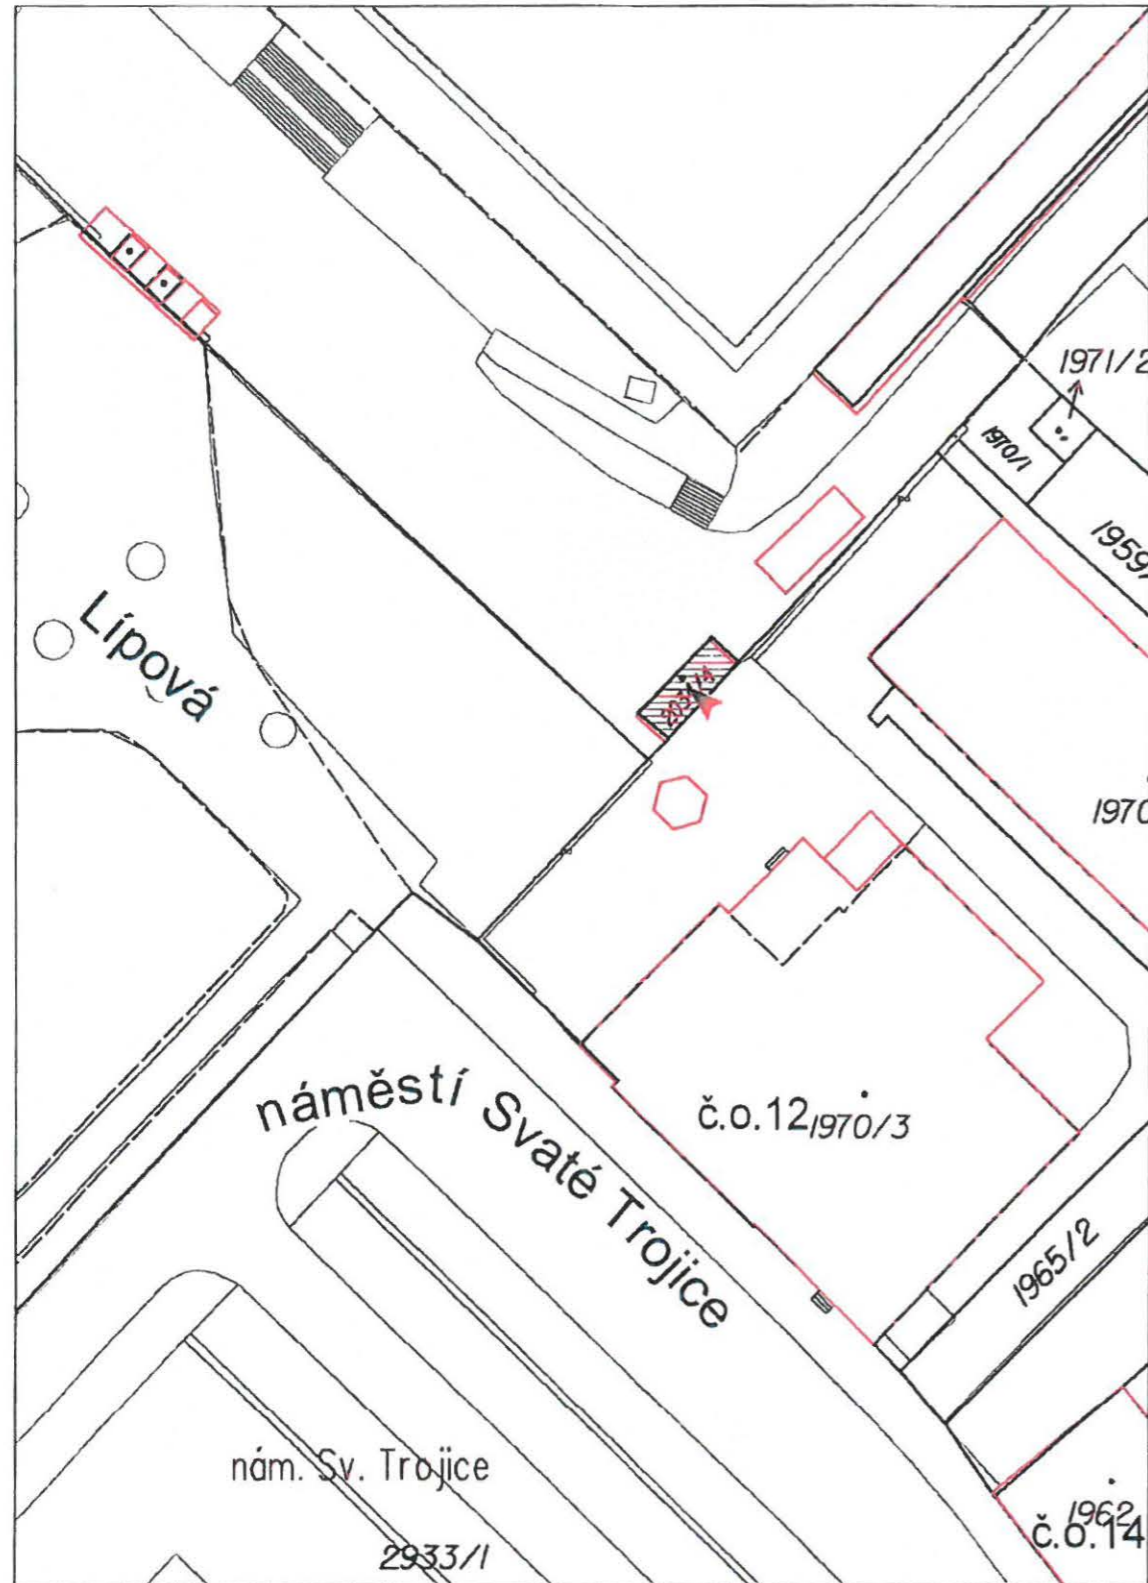 1971/2
1970/1
1959/
Lípová
1970
náměstí Svaté Trojice
č.o.12
1970/3
1965/2
nám. Sv. Trojice
2933/1
1962
č.o.14